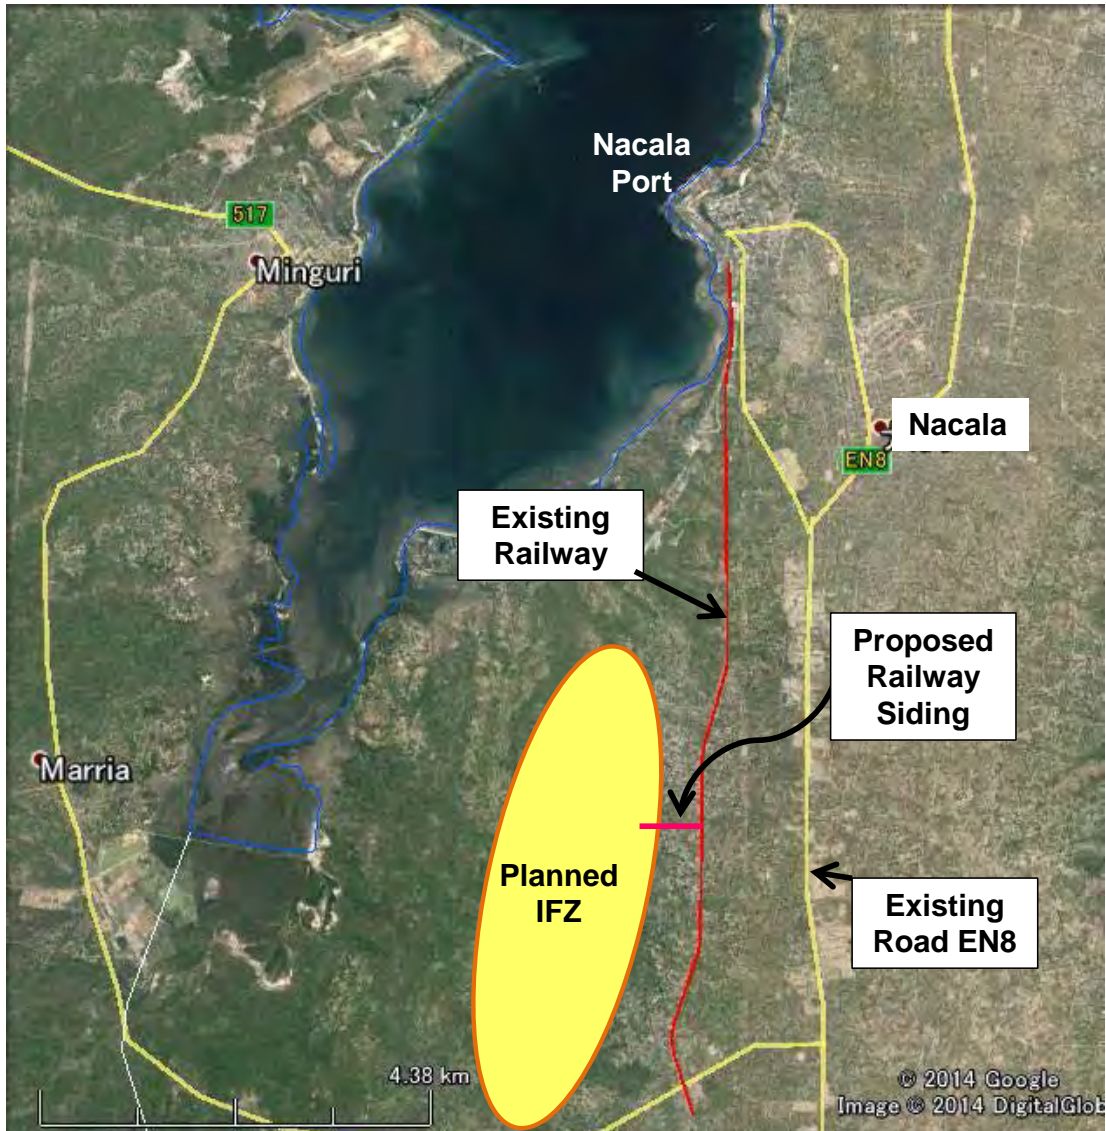 Nacala
Port
517
Minguri
Nacala
EN8
Existing
Railway
Proposed
Railway
Siding
Marria
Planned
IFZ
Existing
Road EN8
4.38 km
© 2014 Google
Image © 2014 DigitalGlob